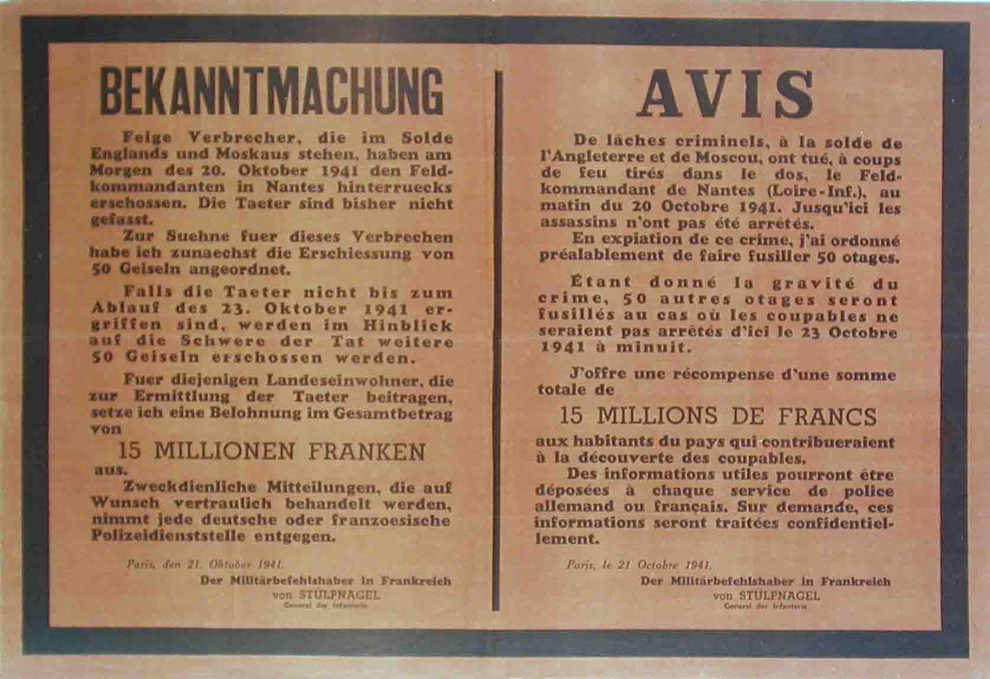 BEKANNTMACHUNG
Feige Verbrecher, die im Solde
Englands und Moskaus stehen, haben am
Morgen des 20. Oktober 1941 den Feld-
kommandanten in Nantes hinterruecks
erschossen. Die Taeter sind bisher nicht
gefasst.
Zur Suehne fuer dieses Verbrechen
habe ich zunaechst die Erschiessung von
50 Geiseln angeordnet.
Falls die Taeter nicht bis zum
Ablauf des 23. Oktober 1941 er-
griffen sind, werden im Hinblick
auf die Schwere der Tat weitere
50 Geiseln erschossen werden.
Fuer diejenigen Landeseinwohner, die
zur Ermittlung der Taeter beitragen,
setze ich eine Belohnung im Gesamtbetrag
von
15 MILLIONEN FRANKEN
aus.
Zweckdienliche Mitteilungen, die auf
Wunsch vertraulich behandelt werden,
nimmt jede deutsche oder franzoesische
Polizeidienststelle entgegen.
Paris, den 21. Oktober 1941.
Der Militärbefehlshaber in Frankreich
von STÜLPNAGEL
General der Infanterie
AVIS
De lâches criminels, à la solde de
l'Angleterre et de Moscou, ont tué, à coups
de feu tirés dans le dos, le Feld-
kommandant de Nantes (Loire-Inf.), au
matin du 20 Octobre 1941. Jusqu'ici les
assassins n'ont pas été arrêtés.
En expiation de ce crime, j'ai ordonné
préalablement de faire fusiller 50 otages.
Étant donné la gravité du
crime, 50 autres otages seront
fusillés au cas où les coupables ne
seraient pas arrêtés d'ici le 23 Octobre
1941 à minuit.
J'offre une récompense d'une somme
totale de
15 MILLIONS DE FRANCS
aux habitants du pays qui contribueraient
à la découverte des coupables.
Des informations utiles pourront être
déposées à chaque service de police
allemand ou français. Sur demande, ces
informations seront traitées confidentiel-
lement.
Paris, le 21 Octobre 1941.
Der Militärbefehlshaber in Frankreich
von STÜLPNAGEL
General der Infanterie